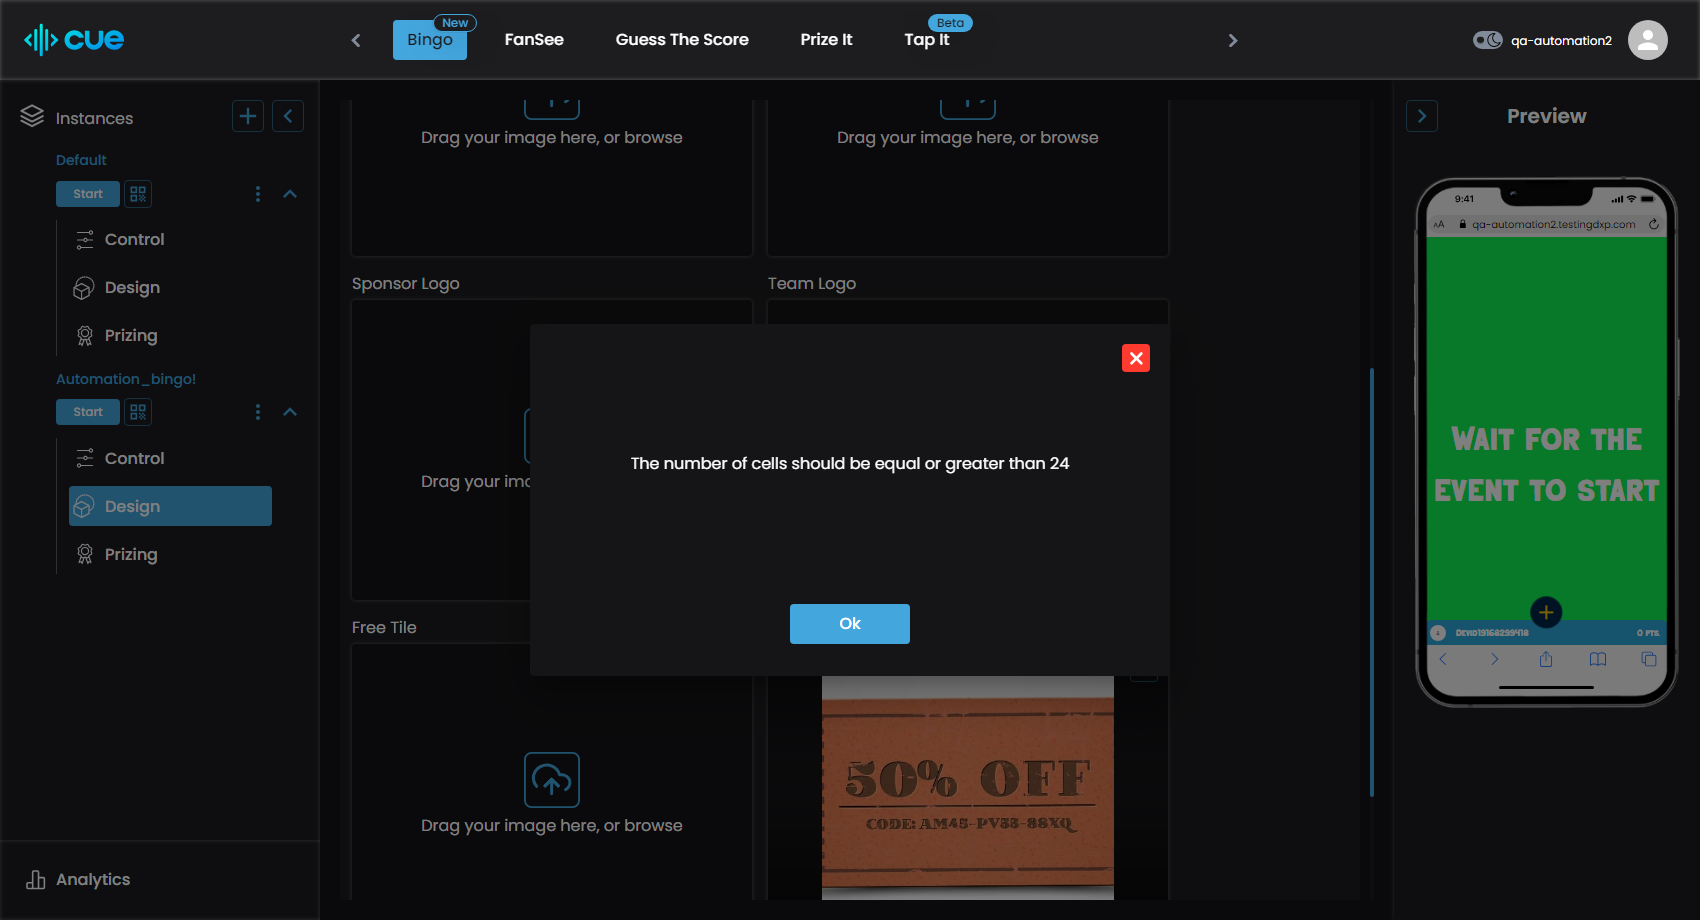 cue
Bingo
New
FanSee
Guess The Score
Prize It
Tap It
Beta
qa-automation2
Instances
Default
Start
Control
Design
Prizing
Automation_bingo!
Start
Control
Design
Prizing
Analytics
Drag your image here, or browse
Drag your image here, or browse
Sponsor Logo
Team Logo
Drag your ima
The number of cells should be equal or greater than 24
Ok
Free Tile
Drag your image here, or browse
50% OFF
CODE: AM45-PV55-88XQ
Preview
9:41
AA
qa-automation2.testingdxp.com
WAIT FOR THE
EVENT TO START
0 PTS.